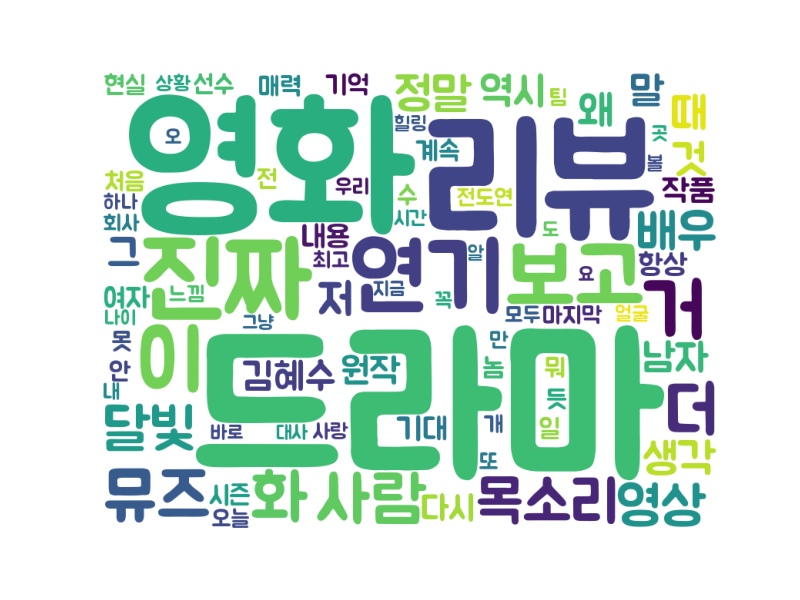 현실 상황 선수 매력 기억 정말 역시 팀 왜 말 때
영화 오 힐링 리뷰 곳 것
처음 전 우리 계속 볼 작품
하나 수 전도연
회사 시간 배우
그 진짜 내용 연기 알 보고 도 항상
최고 요
여자 느낌 저 지금 꼭 모두 마지막 얼굴 거
나이 그냥
못 이 드라마 만 남자
안 김혜수 원작 놈 뭐 더
내 듯
달빛 바로 대사 사랑 기대 개 일 생각
또
뮤즈 시즌 화 사람 다시 목소리 영상
오늘